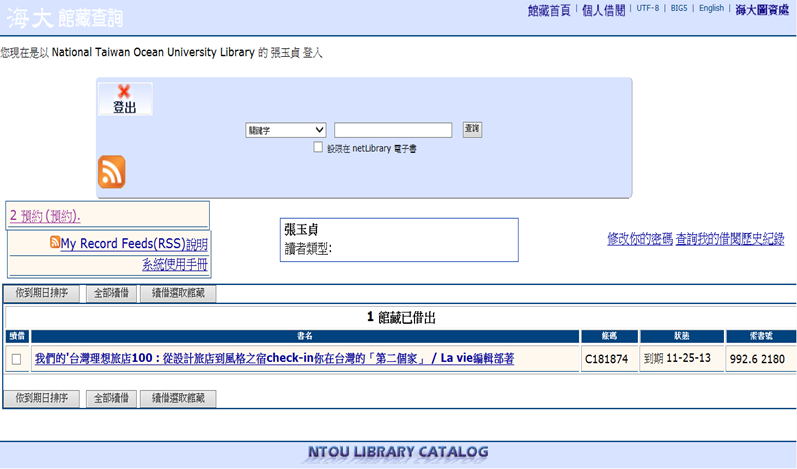 海大 館藏查詢
館藏首頁 | 個人借閱 | UTF-8 | BIG5 | English | 海大圖資處
您現在是以 National Taiwan Ocean University Library 的 張玉貞 登入
登出
關鍵字
查詢
設限在 netLibrary 電子書
2 預約 (預約).
My Record Feeds(RSS)說明
系統使用手冊
張玉貞
讀者類型:
修改你的密碼 查詢我的借閱歷史紀錄
依到期日排序 全部續借 續借選取館藏
1 館藏已借出
續借 書名 條碼 狀態 索書號
我們的'台灣理想旅店100 : 從設計旅店到風格之宿check-in你在台灣的「第二個家」 / La vie編輯部著 C181874 到期 11-25-13 992.6 2180
依到期日排序 全部續借 續借選取館藏
NTOU LIBRARY CATALOG